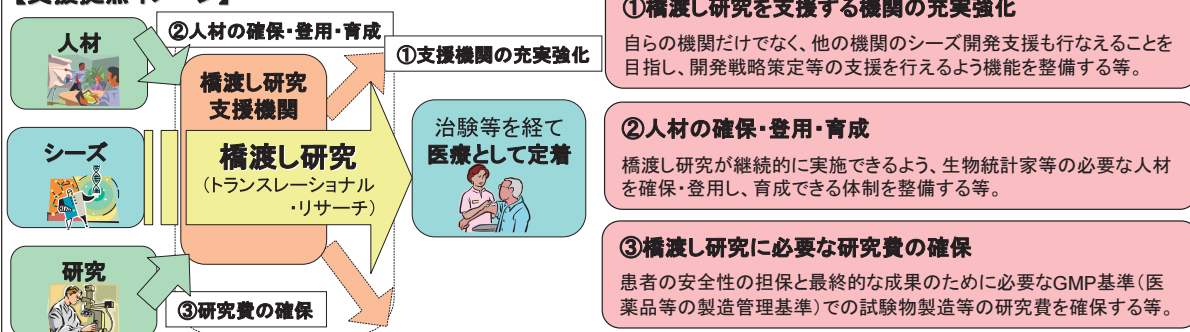 【支援拠点イメージ】
人材
②人材の確保・登用・育成
①支援機関の充実強化
橋渡し研究
支援機関
シーズ
橋渡し研究
(トランスレーショナル
・リサーチ)
治験等を経て
医療として定着
研究
③研究費の確保
①橋渡し研究を支援する機関の充実強化
自らの機関だけでなく、他の機関のシーズ開発支援も行なえることを
目指し、開発戦略策定等の支援を行えるよう機能を整備する等。
②人材の確保・登用・育成
橋渡し研究が継続的に実施できるよう、生物統計家等の必要な人材
を確保・登用し、育成できる体制を整備する等。
③橋渡し研究に必要な研究費の確保
患者の安全性の担保と最終的な成果のために必要なGMP基準(医
薬品等の製造管理基準)での試験物製造等の研究費を確保する等。